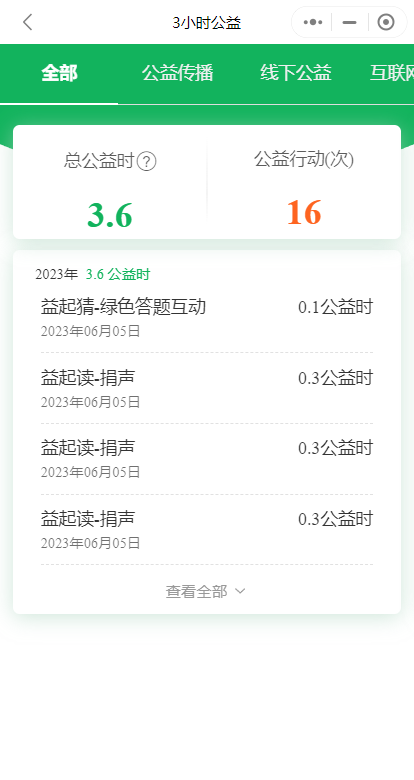 3小时公益
全部 公益传播 线下公益 互联网
总公益时? 公益行动(次)
3.6 16
2023年 3.6 公益时
益起猜-绿色答题互动 0.1公益时
2023年06月05日
益起读-捐声 0.3公益时
2023年06月05日
益起读-捐声 0.3公益时
2023年06月05日
益起读-捐声 0.3公益时
2023年06月05日
查看全部